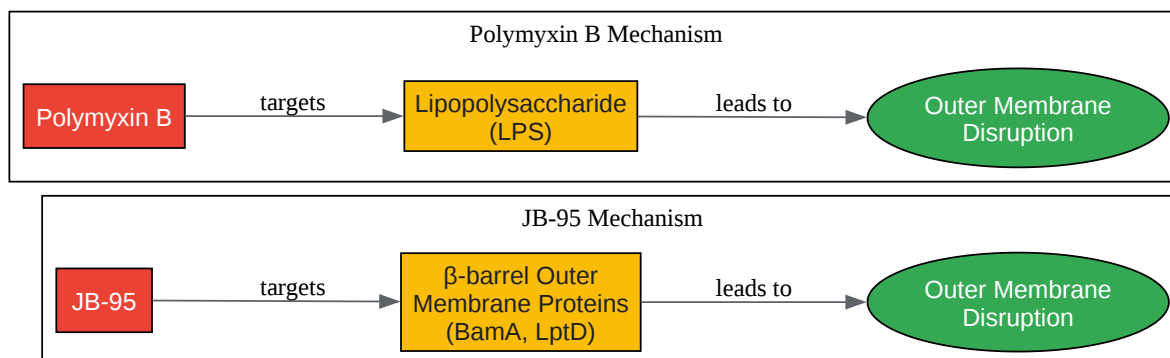 Polymyxin B Mechanism
Polymyxin B
targets
Lipopolysaccharide
(LPS)
leads to
Outer Membrane
Disruption
JB-95 Mechanism
JB-95
targets
β-barrel Outer
Membrane Proteins
(BamA, LptD)
leads to
Outer Membrane
Disruption